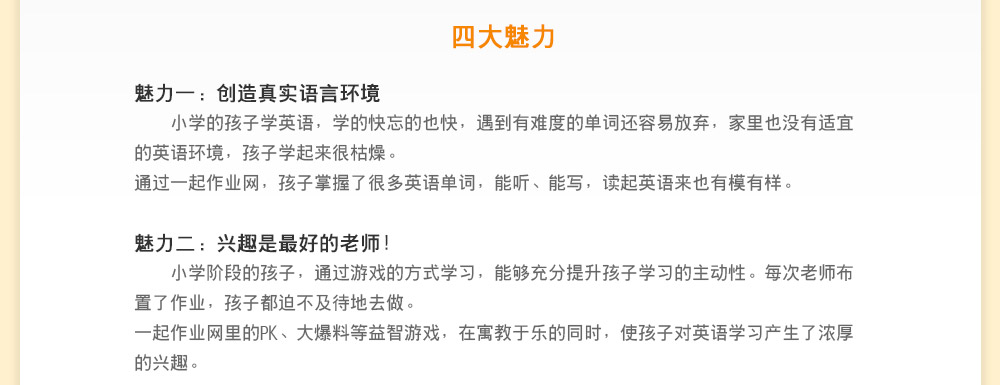 四大魅力
魅力一：创造真实语言环境
小学的孩子学英语，学的快忘的也快，遇到有难度的单词还容易放弃，家里也没有适宜
的英语环境，孩子学起来很枯燥。
通过一起作业网，孩子掌握了很多英语单词，能听、能写，读起英语来也有模有样。
魅力二：兴趣是最好的老师！
小学阶段的孩子，通过游戏的方式学习，能够充分提升孩子学习的主动性。每次老师布
置了作业，孩子都迫不及待地去做。
一起作业网里的PK、大爆料等益智游戏，在寓教于乐的同时，使孩子对英语学习产生了浓厚
的兴趣。